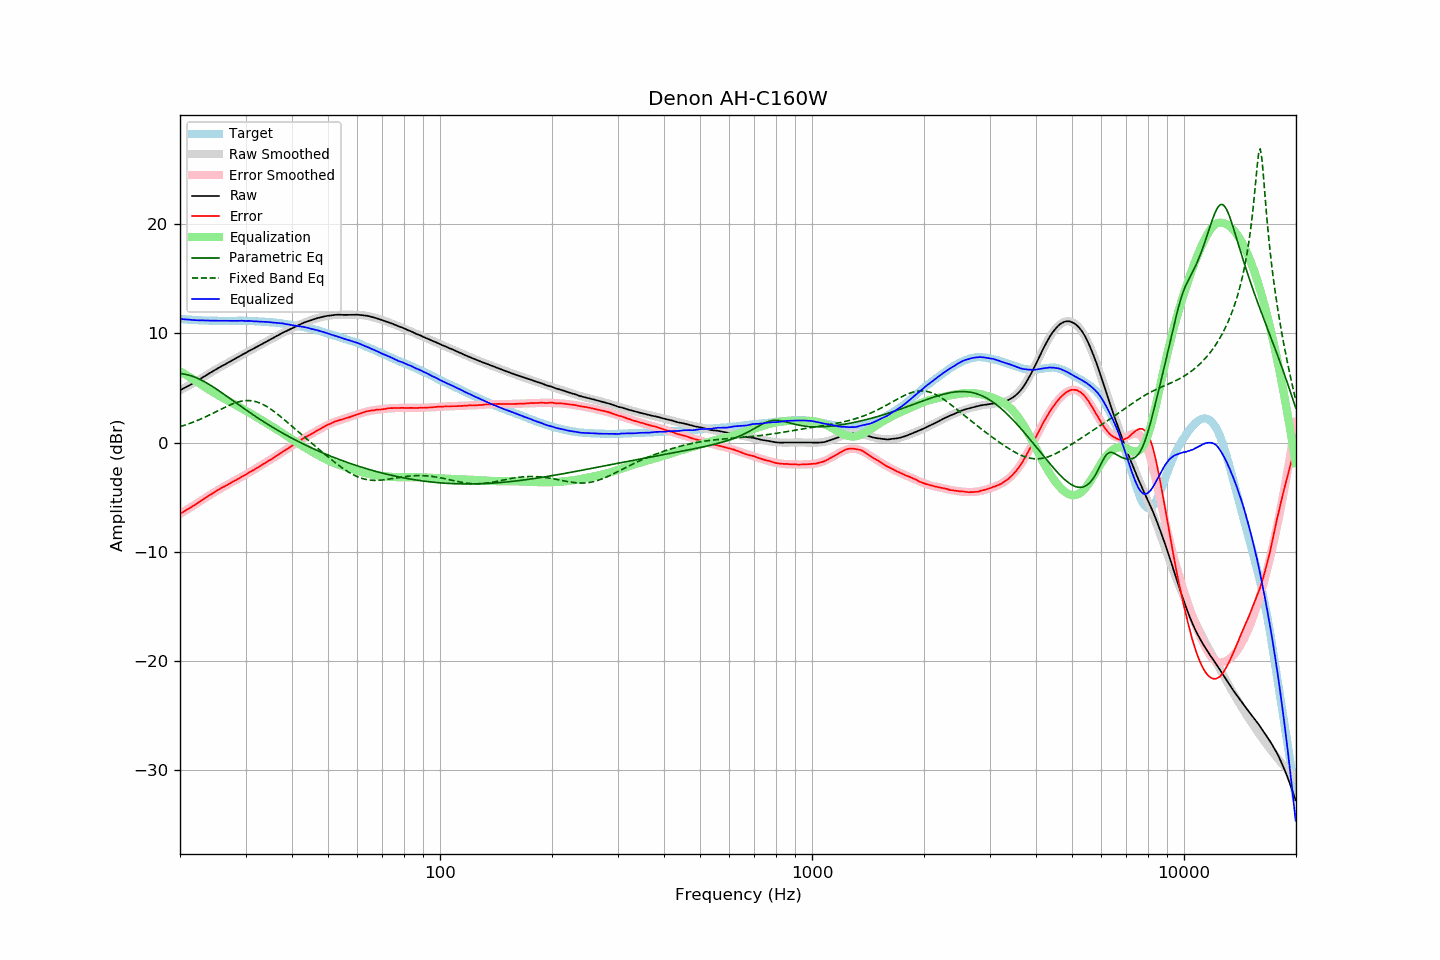 Denon AH-C160W
Target
Raw Smoothed
Error Smoothed
Raw
Error
Equalization
Parametric Eq
Fixed Band Eq
Equalized
20
10
0
−10
−20
−30
Amplitude (dBr)
100
1000
10000
Frequency (Hz)